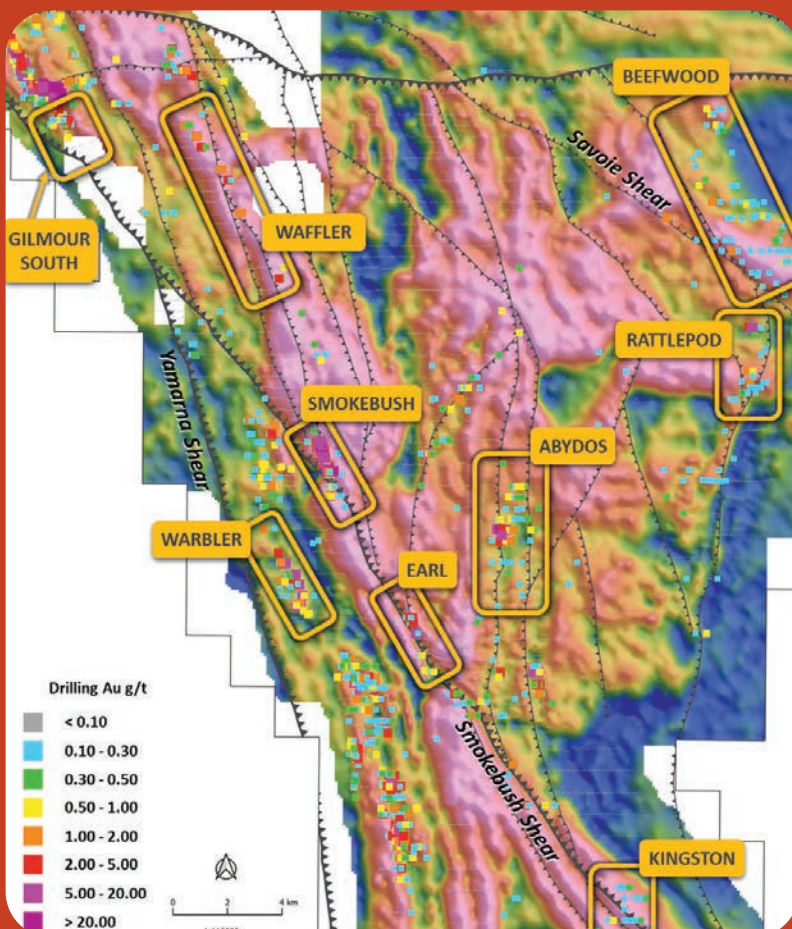 BEEFWOOD
Savoie Shear
GILMOUR
SOUTH
WAFFLER
RATTLEPOD
Yamarna Shear
SMOKEBUSH
ABYDOS
WARBLER
EARL
Smokebush Shear
KINGSTON
Drilling Au g/t
< 0.10
0.10 - 0.30
0.30 - 0.50
0.50 - 1.00
1.00 - 2.00
2.00 - 5.00
5.00 - 20.00
> 20.00
0 2 4 km